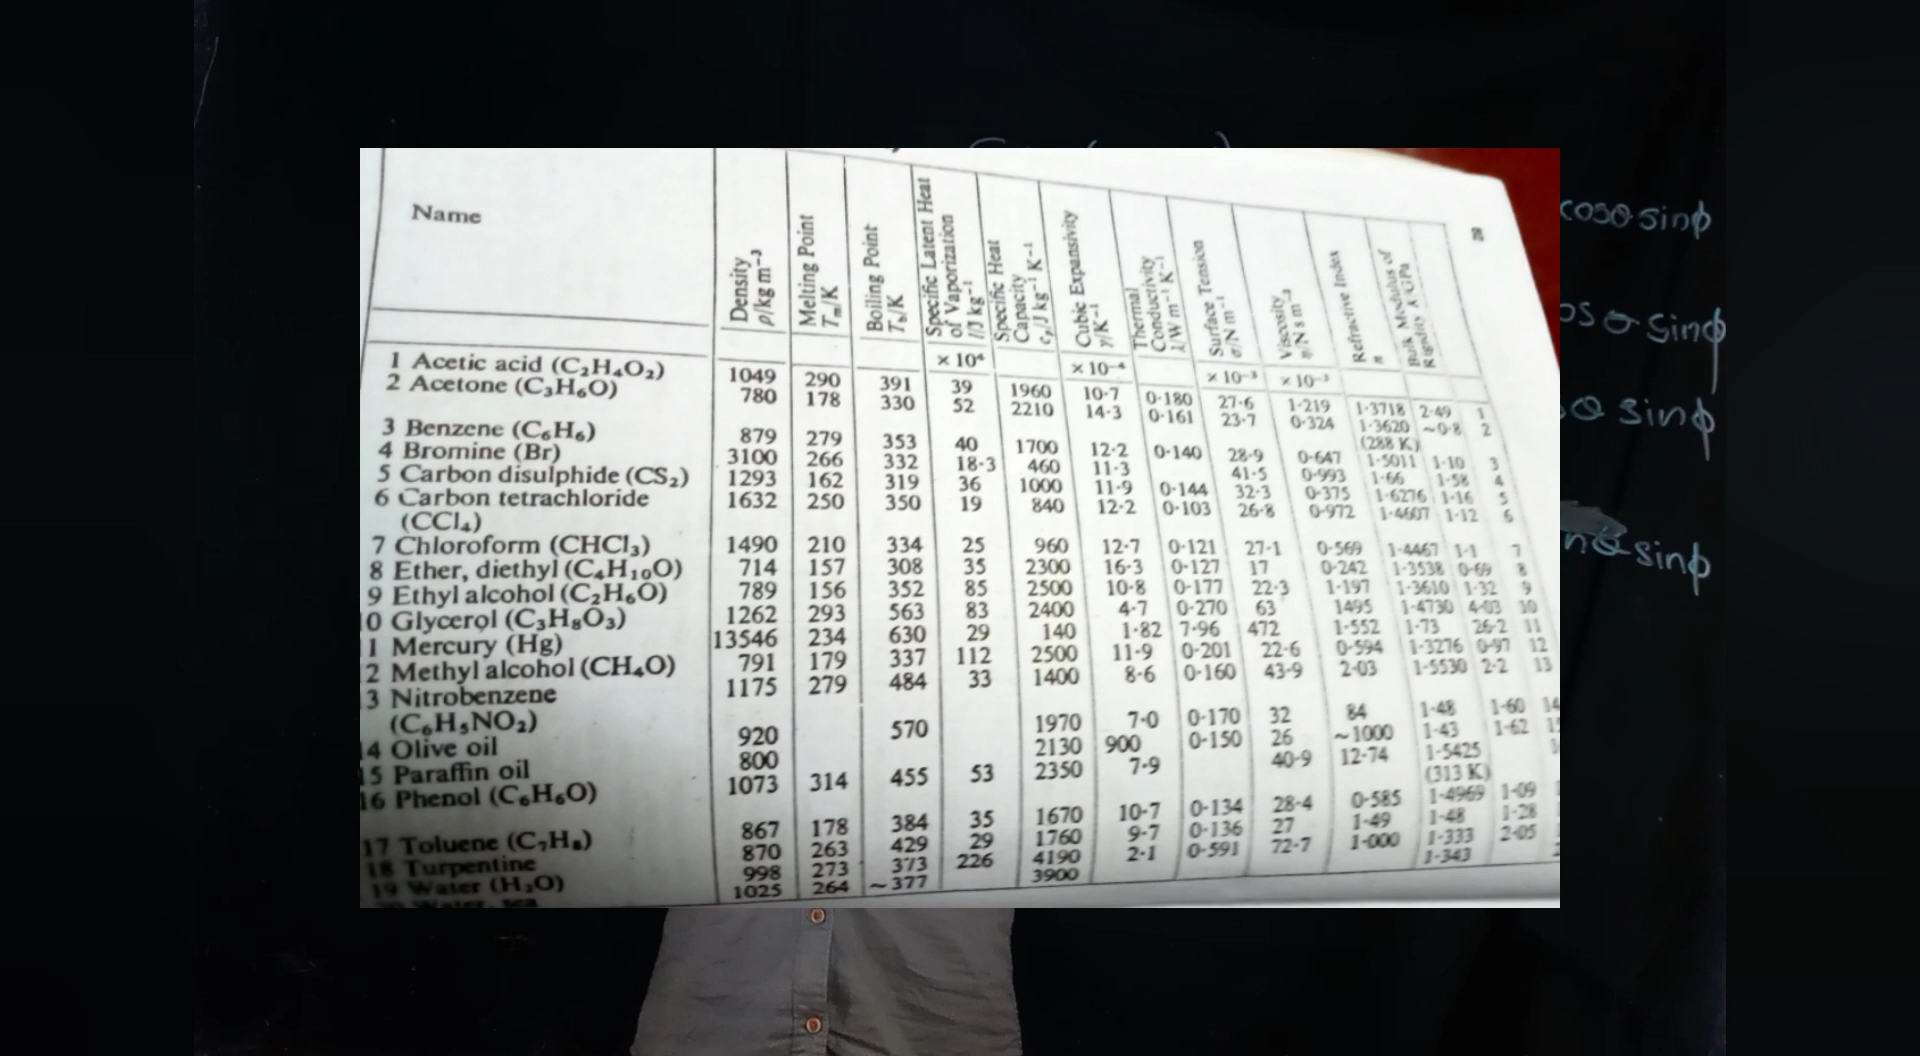 cosθ sinφ
Name
Density ρ/kg m⁻³
Melting Point Tₘ/K
Boiling Point T_b/K
Specific Latent Heat of Vaporization l/J kg⁻¹
Specific Heat Capacity c_p/J kg⁻¹ K⁻¹
Cubic Expansivity γ/K⁻¹
Thermal Conductivity λ/W m⁻¹ K⁻¹
Surface Tension σ/N m⁻¹
Viscosity η/N s m⁻²
Refractive Index n
Bulk Modulus of Rigidity K GPa
× 10⁴ × 10⁻⁴ × 10⁻³ × 10⁻³
1 Acetic acid (C₂H₄O₂) 1049 290 391 39 1960 10·7 0·180 27·6 1·219 1·3718 2·49 1
2 Acetone (C₃H₆O) 780 178 330 52 2210 14·3 0·161 23·7 0·324 1·3620 ~0·8 2
(288 K)
3 Benzene (C₆H₆) 879 279 353 40 1700 12·2 0·140 28·9 0·647 1·5011 1·10 3
4 Bromine (Br) 3100 266 332 18·3 460 11·3 41·5 0·993 1·66 1·58 4
5 Carbon disulphide (CS₂) 1293 162 319 36 1000 11·9 0·144 32·3 0·375 1·6276 1·16 5
6 Carbon tetrachloride 1632 250 350 19 840 12·2 0·103 26·8 0·972 1·4607 1·12 6
(CCl₄)
7 Chloroform (CHCl₃) 1490 210 334 25 960 12·7 0·121 27·1 0·569 1·4467 1·1 7
8 Ether, diethyl (C₄H₁₀O) 714 157 308 35 2300 16·3 0·127 17 0·242 1·3538 0·69 8
9 Ethyl alcohol (C₂H₆O) 789 156 352 85 2500 10·8 0·177 22·3 1·197 1·3610 1·32 9
0 Glycerol (C₃H₈O₃) 1262 293 563 83 2400 4·7 0·270 63 1495 1·4730 4·03 10
1 Mercury (Hg) 13546 234 630 29 140 1·82 7·96 472 1·552 1·73 26·2 11
2 Methyl alcohol (CH₄O) 791 179 337 112 2500 11·9 0·201 22·6 0·594 1·3276 0·97 12
3 Nitrobenzene 1175 279 484 33 1400 8·6 0·160 43·9 2·03 1·5530 2·2 13
(C₆H₅NO₂)
14 Olive oil 920 570 1970 7·0 0·170 32 84 1·48 1·60 14
15 Paraffin oil 800 2130 900 0·150 26 ~1000 1·43 1·62
16 Phenol (C₆H₆O) 1073 314 455 53 2350 7·9 40·9 12·74 1·5425
(313 K)
17 Toluene (C₇H₈) 867 178 384 35 1670 10·7 0·134 28·4 0·585 1·4969 1·09
18 Turpentine 870 263 429 29 1760 9·7 0·136 27 1·49 1·48 1·28
19 Water (H₂O) 998 273 373 226 4190 2·1 0·591 72·7 1·000 1·333 2·05
20 Water, sea 1025 264 ~377 3900 1·343
os θ sinφ
θ sinφ
nθ sinφ